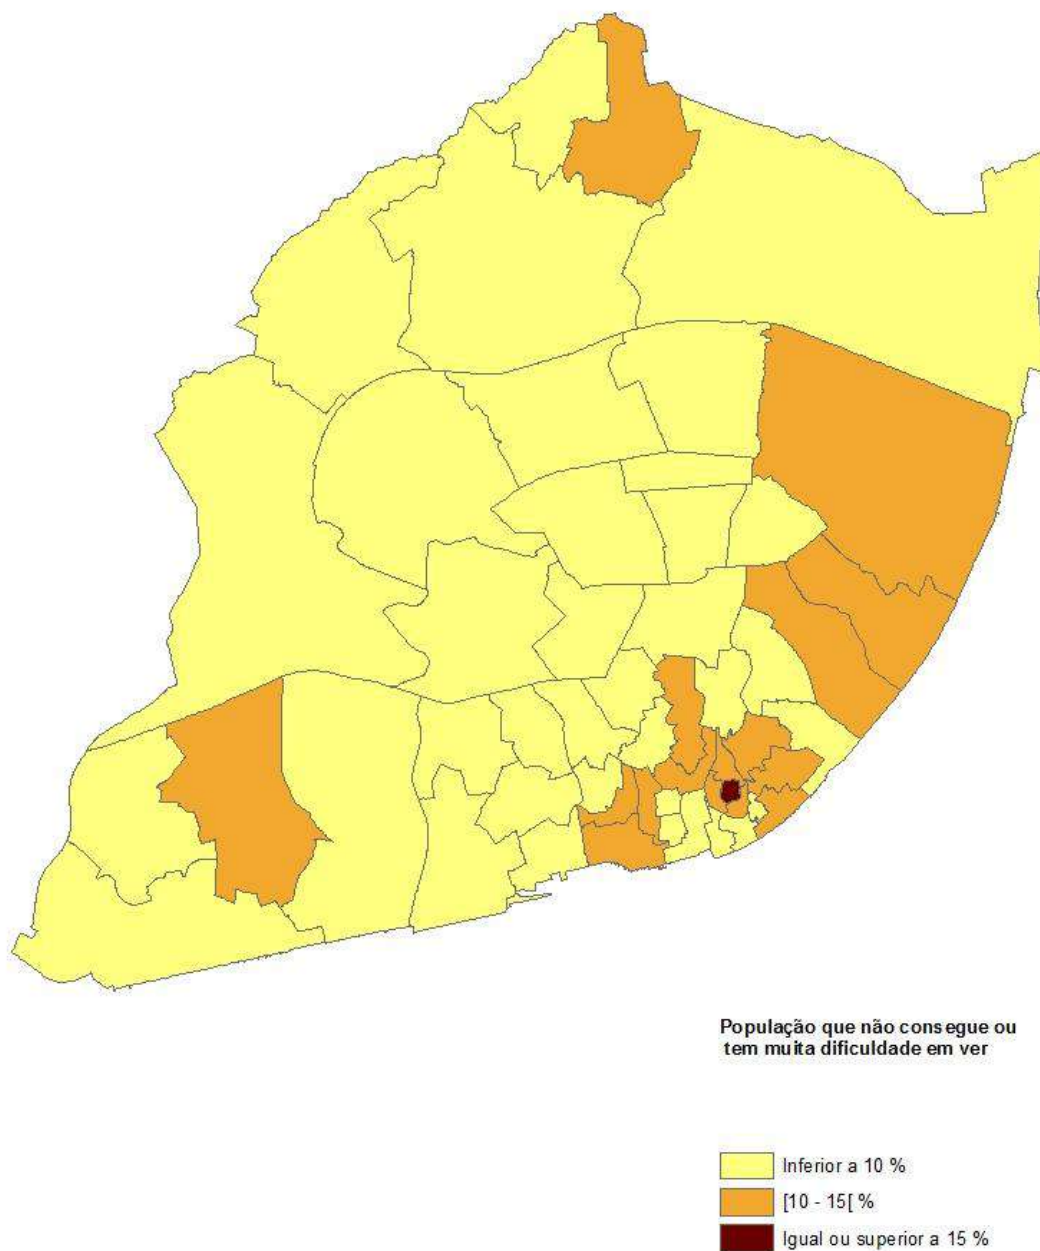 População que não consegue ou
tem muita dificuldade em ver
Inferior a 10 %
[10 - 15[ %
Igual ou superior a 15 %